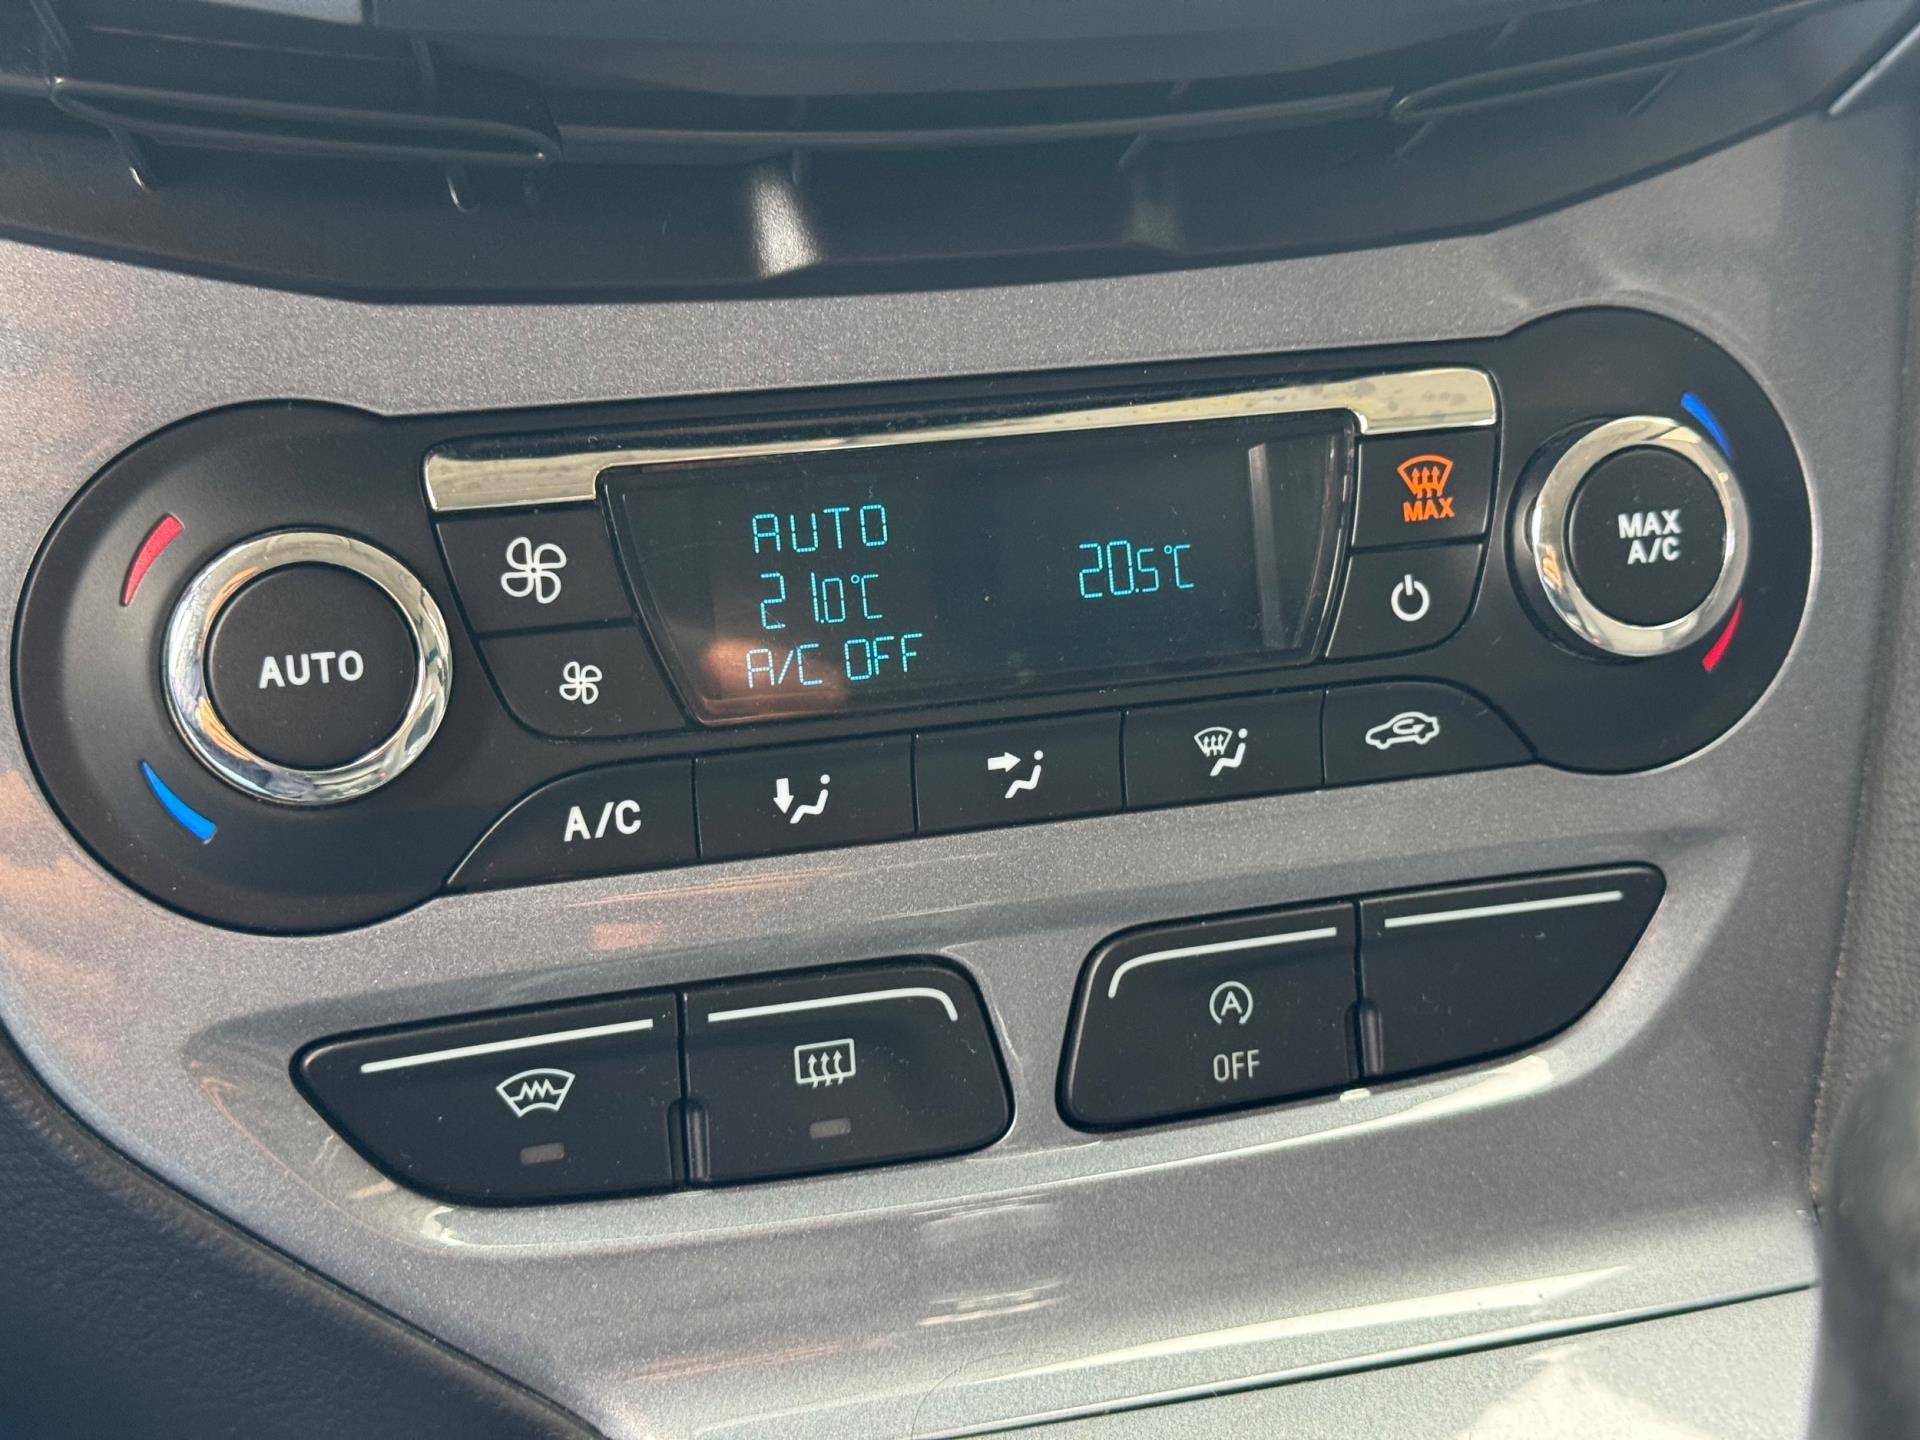 AUTO
21.0°C
A/C OFF
20.5°C
MAX
MAX
A/C
AUTO
A/C
A
OFF